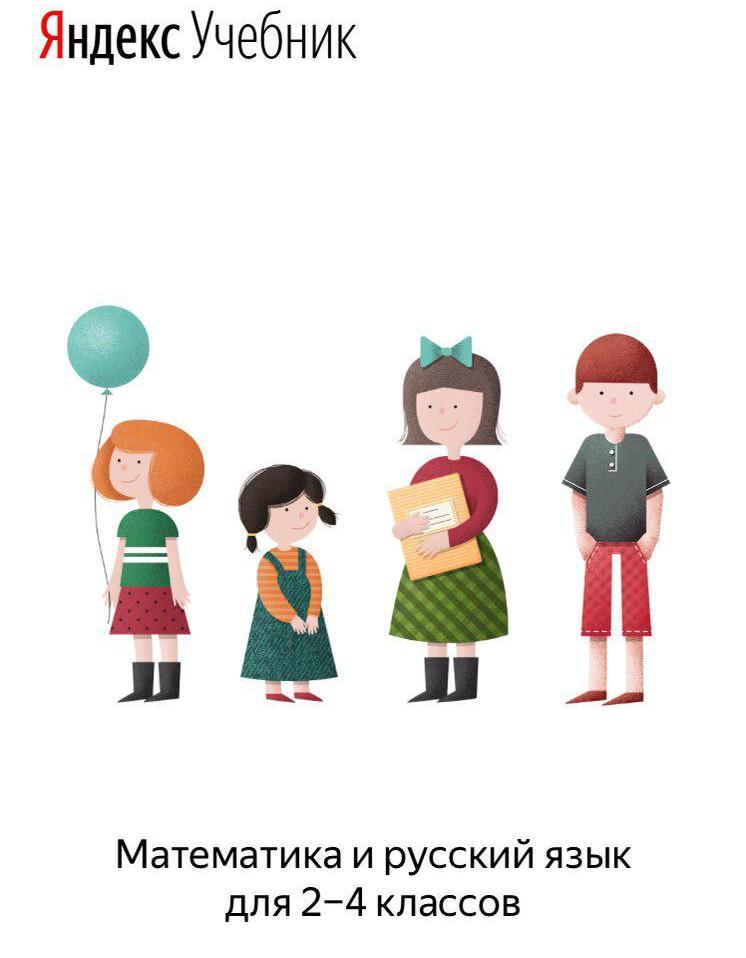 Яндекс Учебник
Математика и русский язык
для 2–4 классов